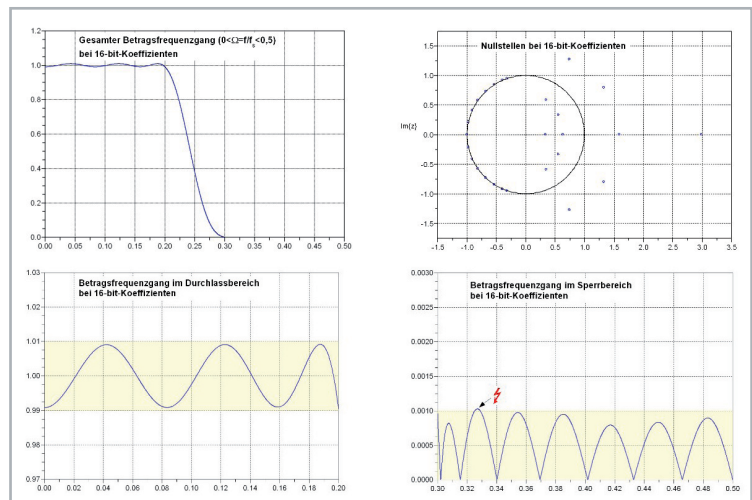 Gesamter Betragsfrequenzgang (0<Ω=f/fs<0,5)
bei 16-bit-Koeffizienten
1.2
1.0
0.8
0.6
0.4
0.2
0.0
0.00 0.05 0.10 0.15 0.20 0.25 0.30 0.35 0.40 0.45 0.50
Nullstellen bei 16-bit-Koeffizienten
1.5
1.0
0.5
Im{z}
0.0
-0.5
-1.0
-1.5
-1.5 -1.0 -0.5 0.0 0.5 1.0 1.5 2.0 2.5 3.0 3.5
Betragsfrequenzgang im Durchlassbereich
bei 16-bit-Koeffizienten
1.03
1.02
1.01
1.00
0.99
0.98
0.97
0.00 0.02 0.04 0.06 0.08 0.10 0.12 0.14 0.16 0.18 0.20
Betragsfrequenzgang im Sperrbereich
bei 16-bit-Koeffizienten
0.0030
0.0025
0.0020
0.0015
0.0010
0.0005
0.0000
0.30 0.32 0.34 0.36 0.38 0.40 0.42 0.44 0.46 0.48 0.50